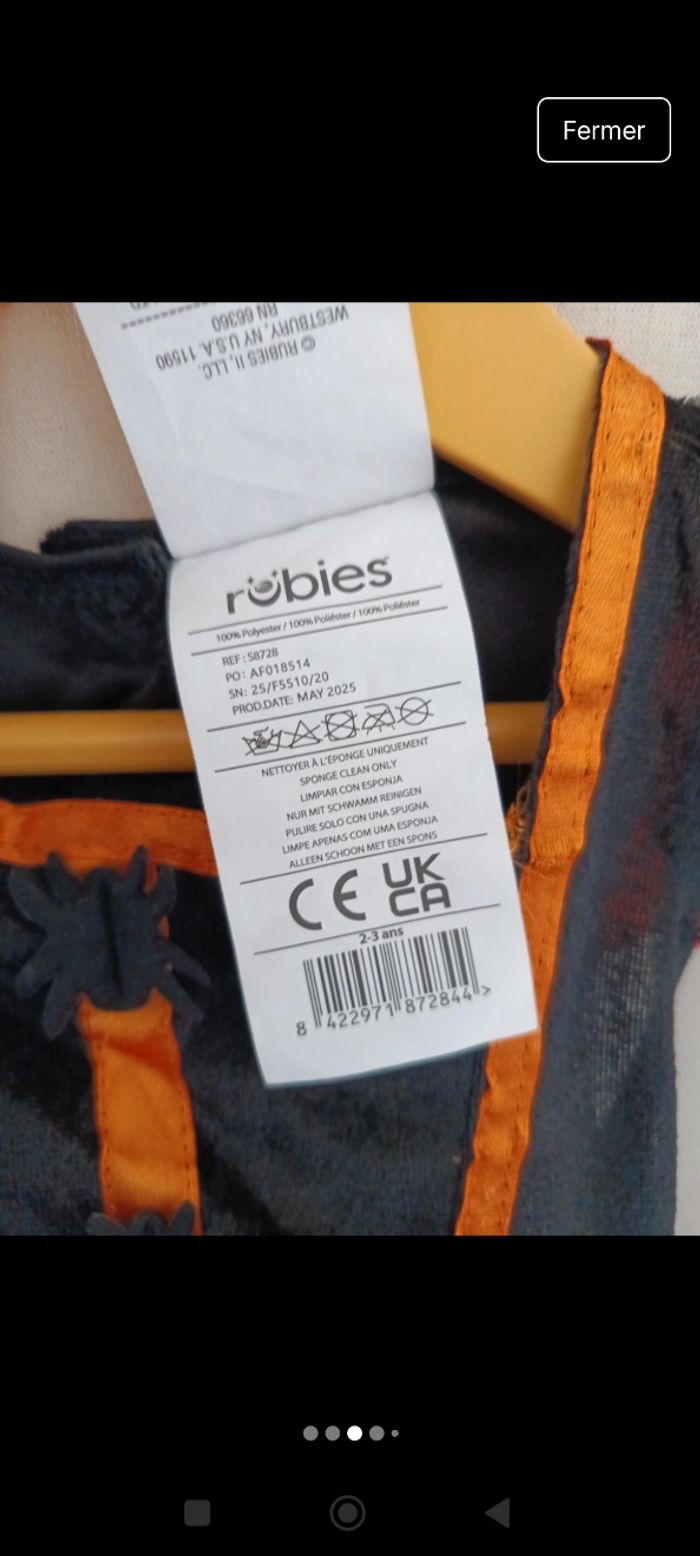 Fermer
© RUBIES II, LLC.
WESTBURY, NY U.S.A. 11590
RN 66360
rubies
100% Polyester / 100% Poliéster / 100% Poliéster
REF : S8728
PO: AF018514
SN: 25/F5510/20
PROD.DATE: MAY 2025
NETTOYER À L'ÉPONGE UNIQUEMENT
SPONGE CLEAN ONLY
LIMPIAR CON ESPONJA
NUR MIT SCHWAMM REINIGEN
PULIRE SOLO CON UNA SPUGNA
LIMPE APENAS COM UMA ESPONJA
ALLEEN SCHOON MET EEN SPONS
CE UK
CA
2-3 ans
8 422971 872844 >